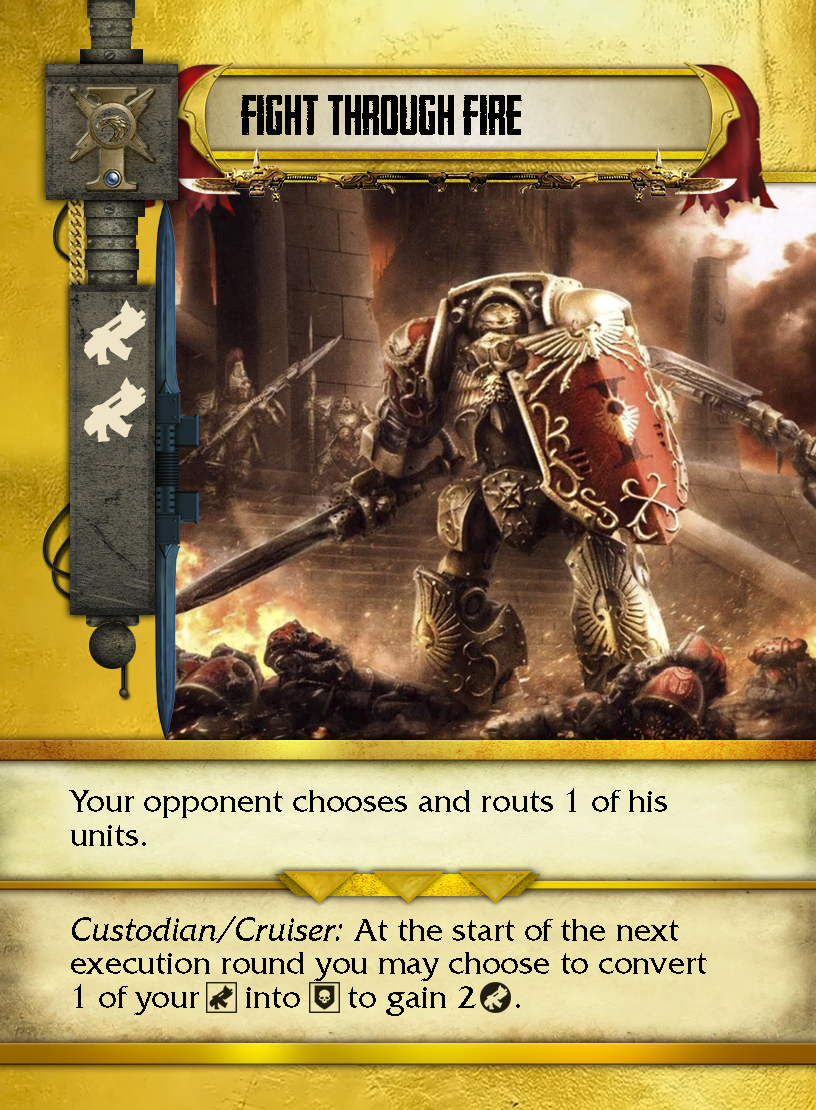 FIGHT THROUGH FIRE
Your opponent chooses and routs 1 of his
units.
Custodian/Cruiser: At the start of the next
execution round you may choose to convert
1 of your into to gain 2 .